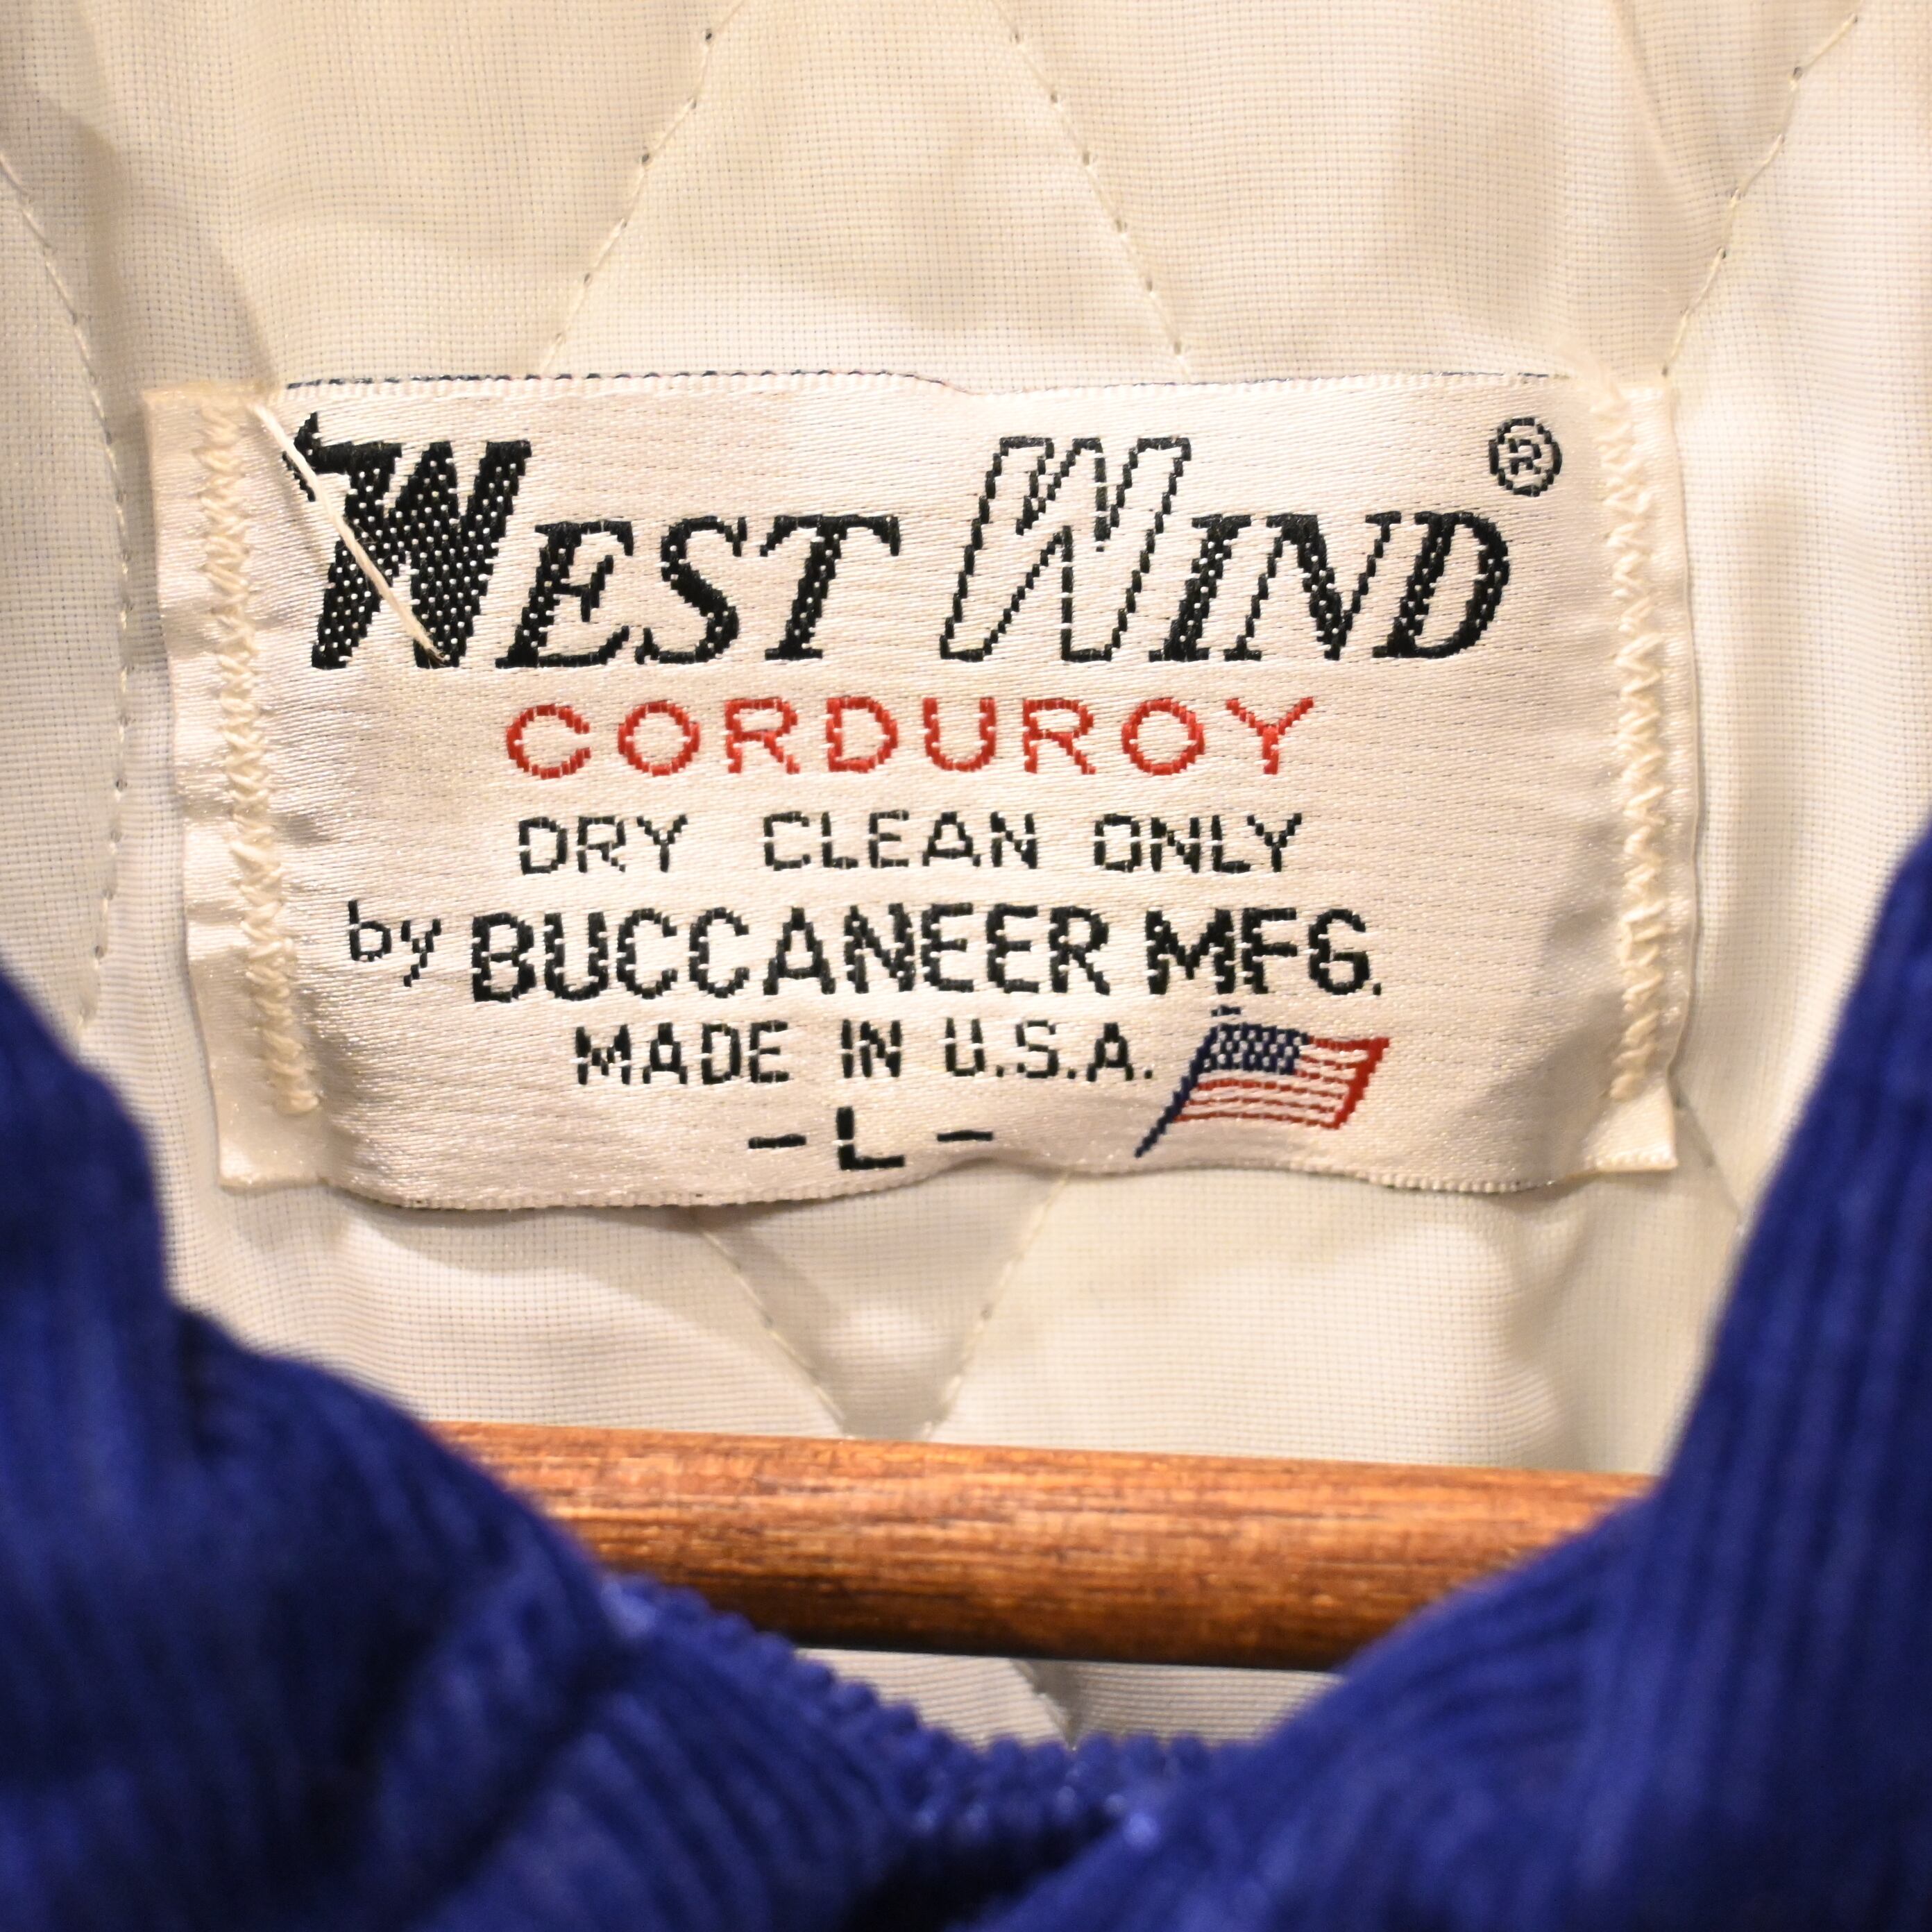 WEST WIND ®
CORDUROY
DRY CLEAN ONLY
by BUCCANEER MFG.
MADE IN U.S.A.
- L -